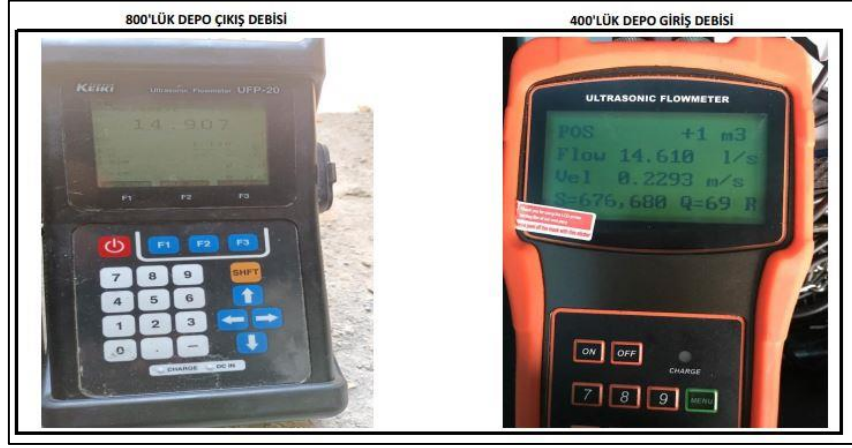 800'LÜK DEPO ÇIKIŞ DEBİSİ
400'LÜK DEPO GİRİŞ DEBİSİ
KEIKI Ultrasonic Flowmeter UFP-20
14.907
F1 F2 F3
F1 F2 F3
7 8 9 SHFT
4 5 6
1 2 3
0 . —
CHARGE DC IN
ULTRASONIC FLOWMETER
POS +1 m3
Flow 14.610 l/s
Vel 0.2293 m/s
S=676,680 Q=69 R
ON OFF
CHARGE
7 8 9 MENU